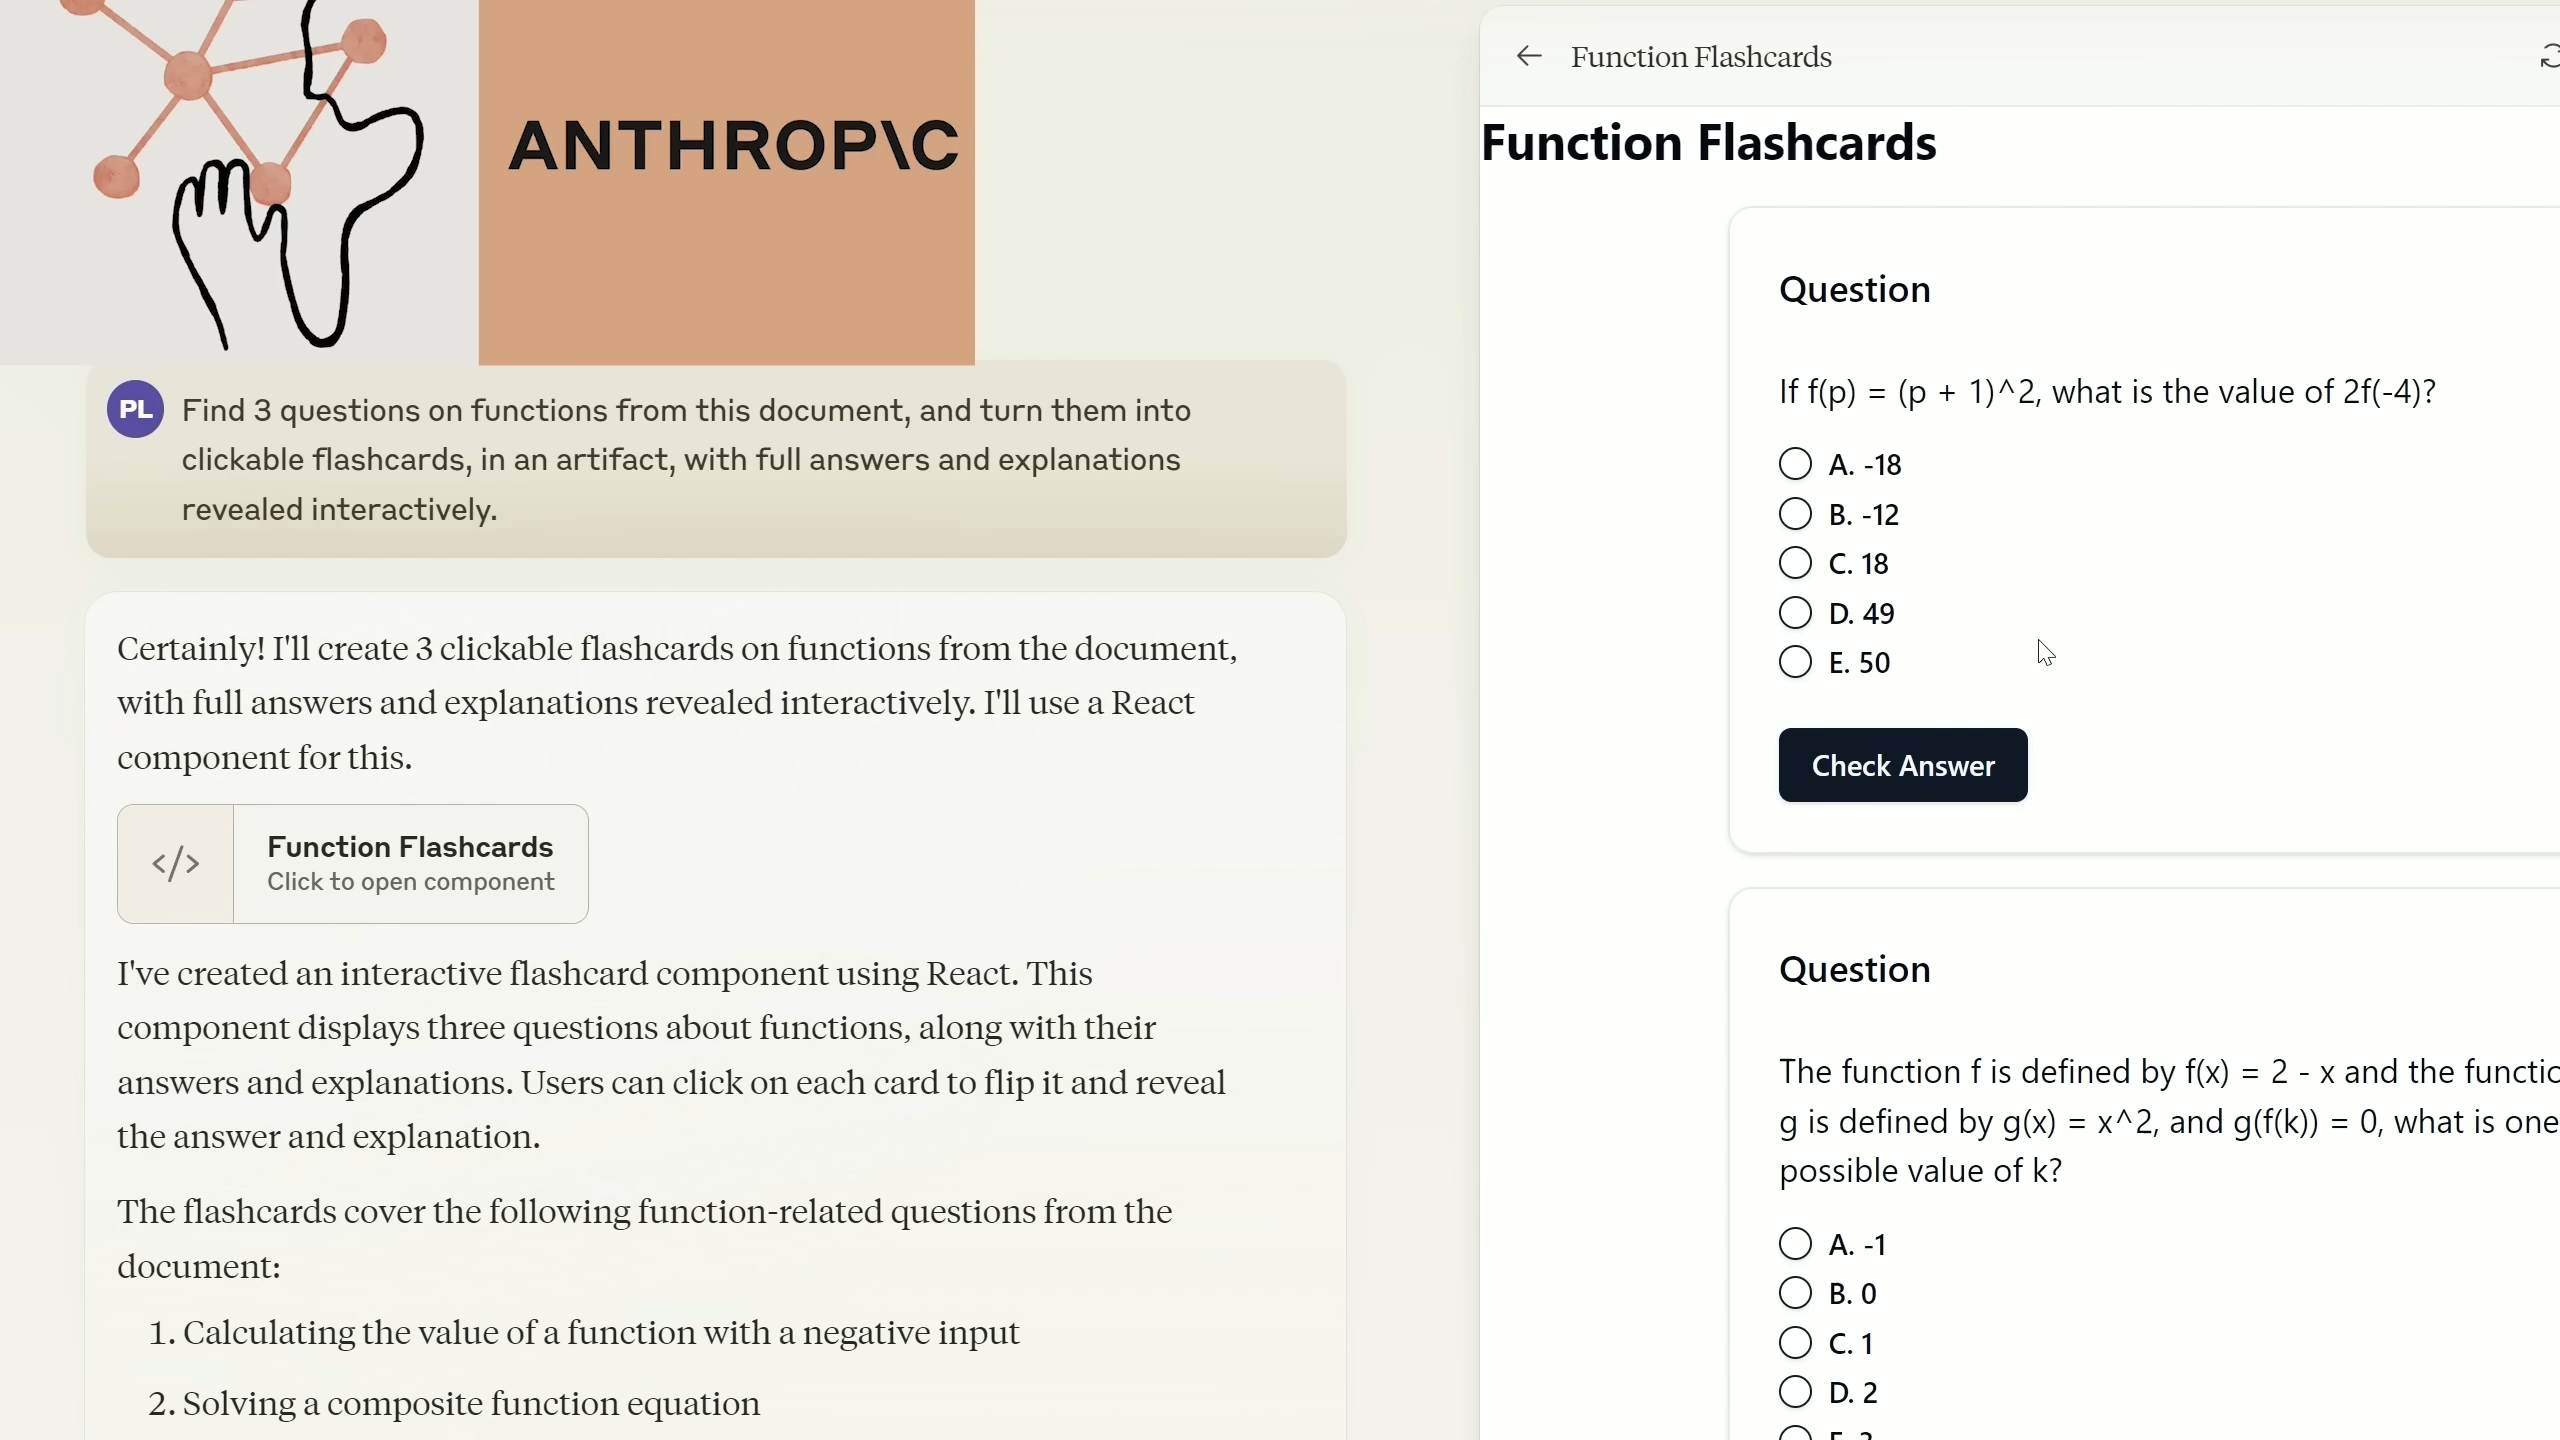 ANTHROP\C
PL
Find 3 questions on functions from this document, and turn them into
clickable flashcards, in an artifact, with full answers and explanations
revealed interactively.
Certainly! I'll create 3 clickable flashcards on functions from the document,
with full answers and explanations revealed interactively. I'll use a React
component for this.
</>
Function Flashcards
Click to open component
I've created an interactive flashcard component using React. This
component displays three questions about functions, along with their
answers and explanations. Users can click on each card to flip it and reveal
the answer and explanation.
The flashcards cover the following function-related questions from the
document:
1. Calculating the value of a function with a negative input
2. Solving a composite function equation
Function Flashcards
Function Flashcards
Question
If f(p) = (p + 1)^2, what is the value of 2f(-4)?
A. -18
B. -12
C. 18
D. 49
E. 50
Check Answer
Question
The function f is defined by f(x) = 2 - x and the functio
g is defined by g(x) = x^2, and g(f(k)) = 0, what is one
possible value of k?
A. -1
B. 0
C. 1
D. 2